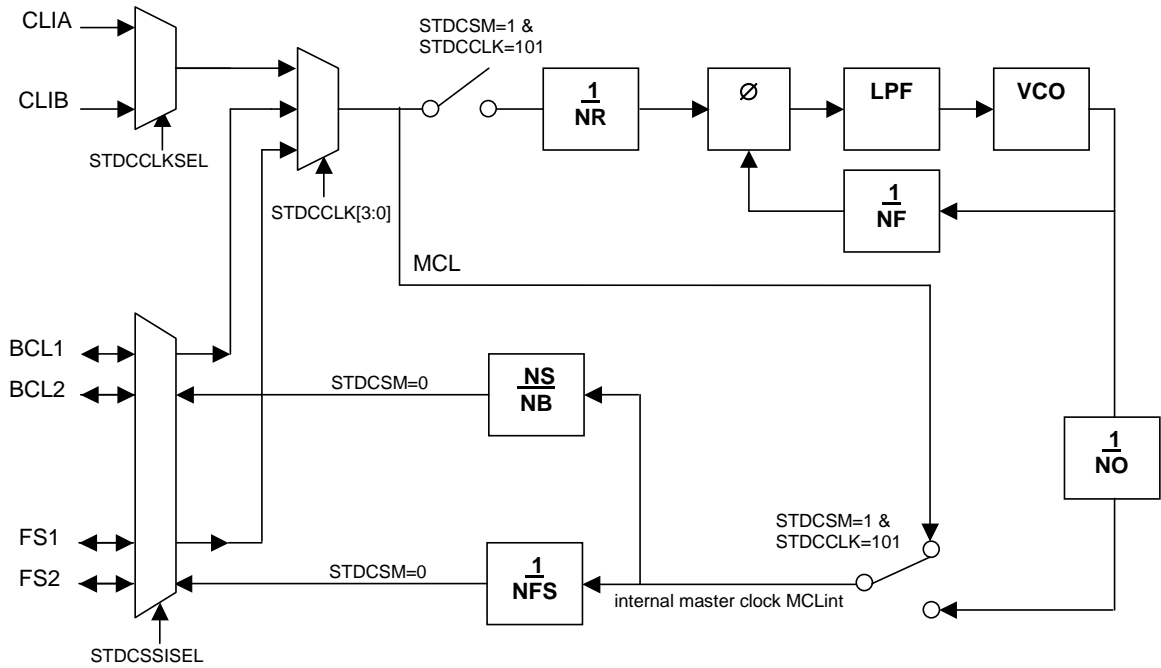 CLIA
CLIB
STDCCLKSEL
STDCCLK[3:0]
STDCSM=1 &
STDCCLK=101
1
NR
Ø
LPF
VCO
1
NF
MCL
BCL1
BCL2
STDCSM=0
NS
NB
1
NO
FS1
FS2
STDCSM=0
1
NFS
STDCSM=1 &
STDCCLK=101
internal master clock MCLint
STDCSSISEL